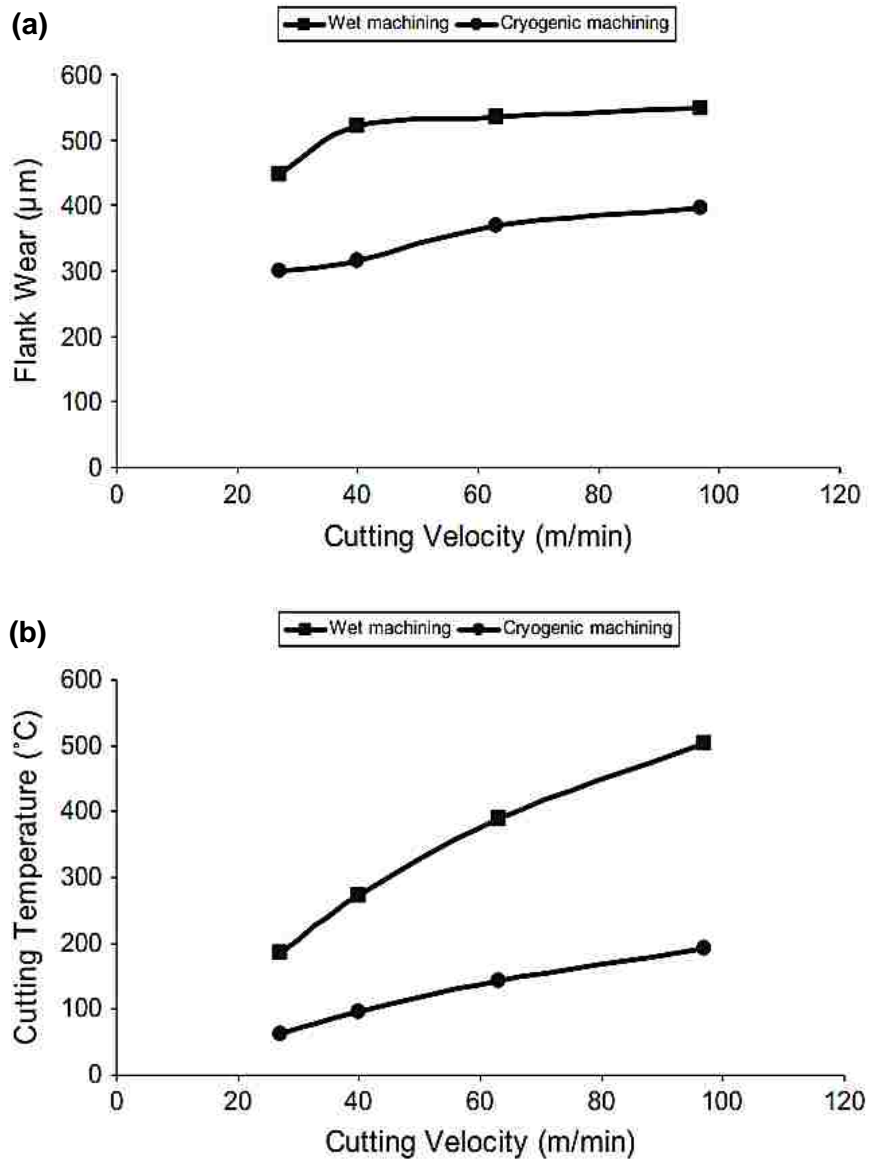 (a)
Wet machining Cryogenic machining
600
500
400
300
200
100
0
0 20 40 60 80 100 120
Flank Wear (µm)
Cutting Velocity (m/min)
(b)
Wet machining Cryogenic machining
600
500
400
300
200
100
0
0 20 40 60 80 100 120
Cutting Temperature (˚C)
Cutting Velocity (m/min)